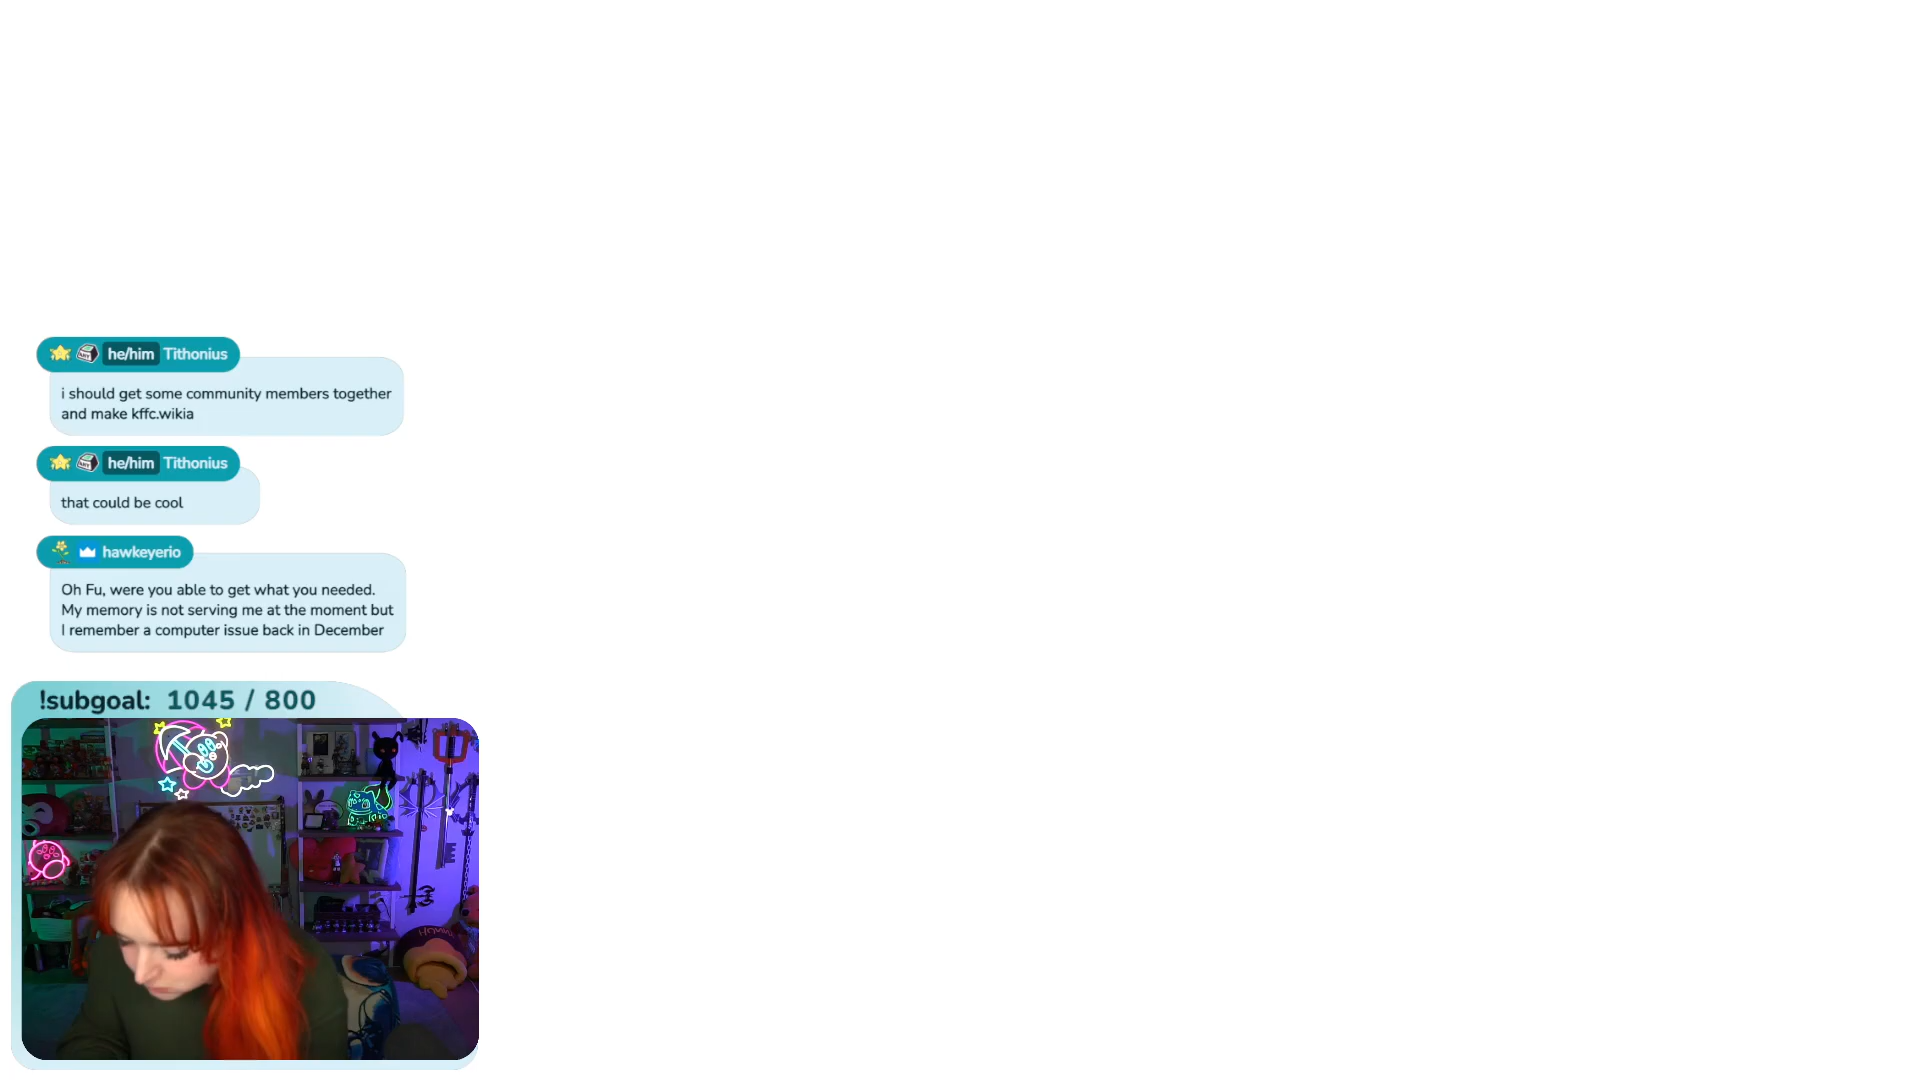 he/him Tithonius
i should get some community members together
and make kffc.wikia
he/him Tithonius
that could be cool
hawkeyerio
Oh Fu, were you able to get what you needed.
My memory is not serving me at the moment but
I remember a computer issue back in December
!subgoal: 1045 / 800